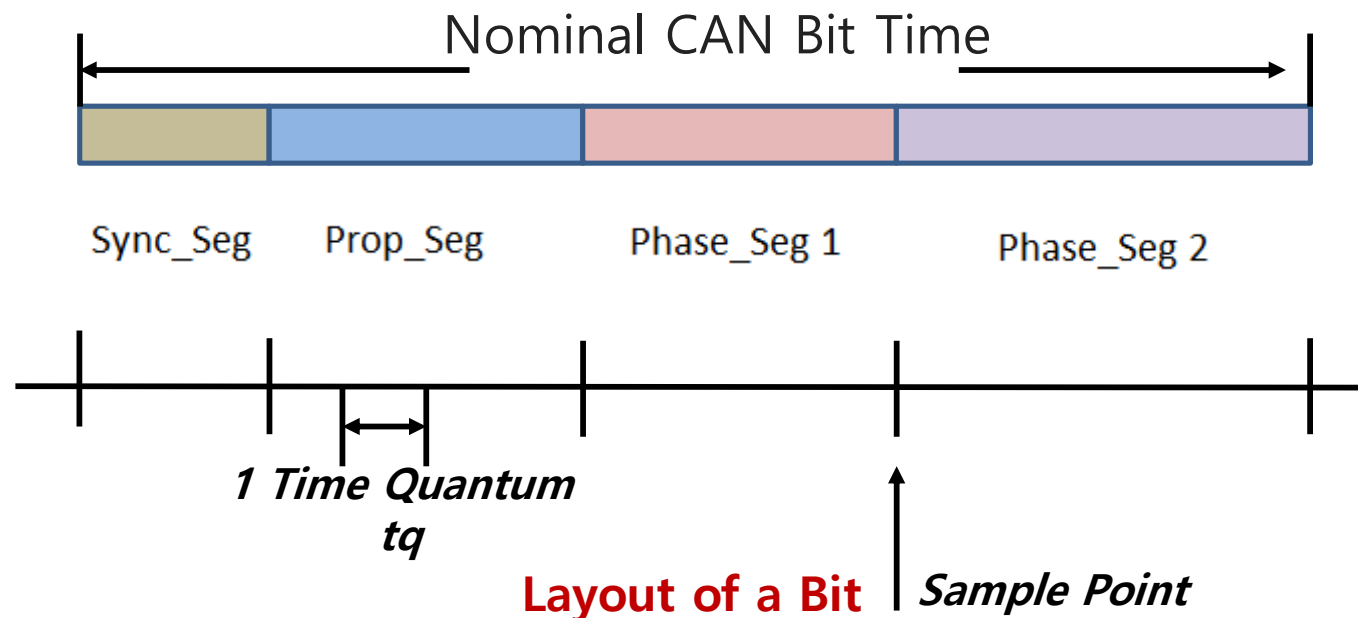 Nominal CAN Bit Time
Sync_Seg Prop_Seg Phase_Seg 1 Phase_Seg 2
1 Time Quantum
tq
Layout of a Bit Sample Point